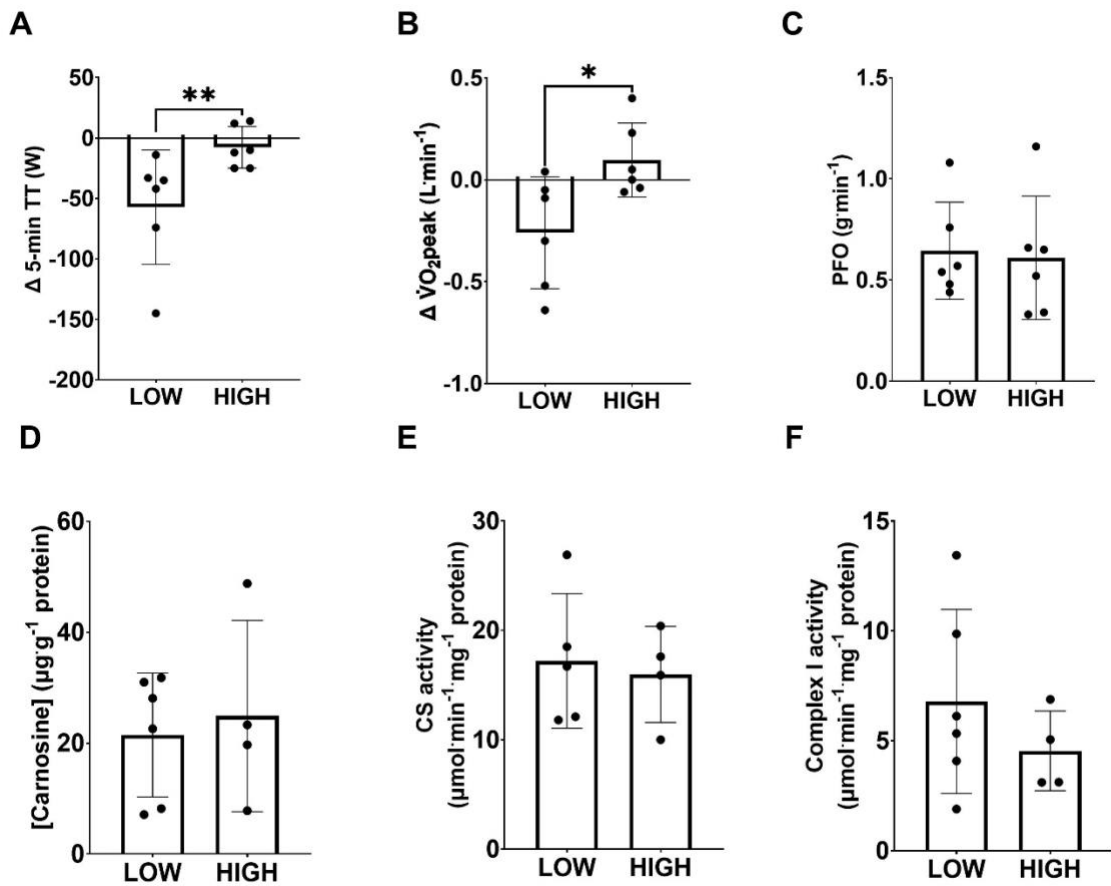 A
Δ 5-min TT (W)
50
0
-50
-100
-150
-200
**
LOW HIGH
B
Δ V̇O₂peak (L·min⁻¹)
0.5
0.0
-0.5
-1.0
*
LOW HIGH
C
PFO (g·min⁻¹)
1.5
1.0
0.5
0.0
LOW HIGH
D
[Carnosine] (µg·g⁻¹ protein)
60
40
20
0
LOW HIGH
E
CS activity
(µmol·min⁻¹·mg⁻¹ protein)
30
20
10
0
LOW HIGH
F
Complex I activity
(µmol·min⁻¹·mg⁻¹ protein)
15
10
5
0
LOW HIGH